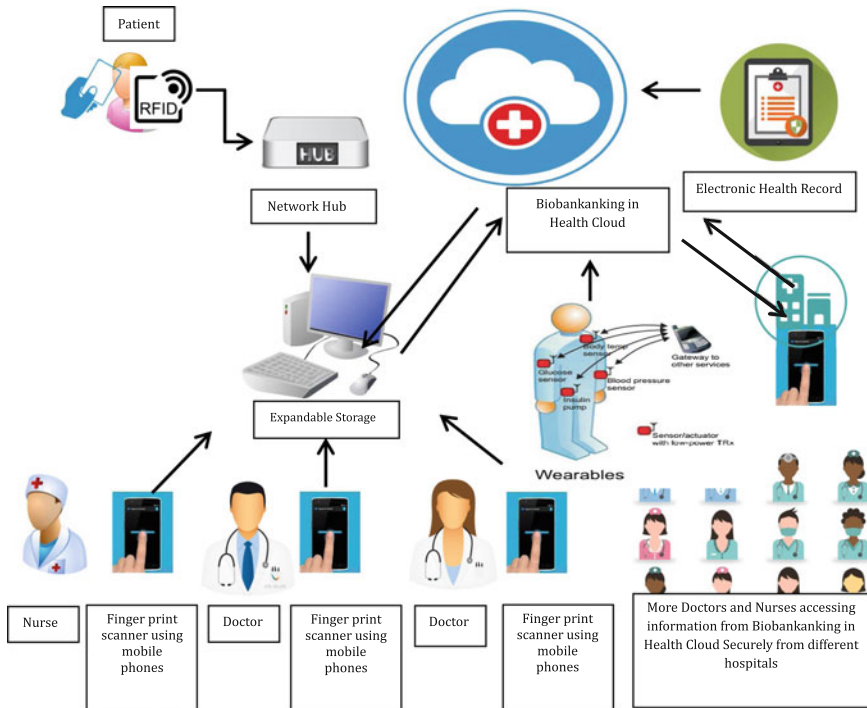 Patient
RFID
HUB
Network Hub
Biobankanking in
Health Cloud
Electronic Health Record
Expandable Storage
Body temp
sensor
Glucose
sensor
Blood pressure
sensor
Insulin
pump
Gateway to
other services
Sensor/actuator
with low-power TRx
Wearables
Nurse
Finger print
scanner using
mobile
phones
Doctor
Finger print
scanner using
mobile
phones
Doctor
Finger print
scanner using
mobile
phones
More Doctors and Nurses accessing
information from Biobankanking in
Health Cloud Securely from different
hospitals